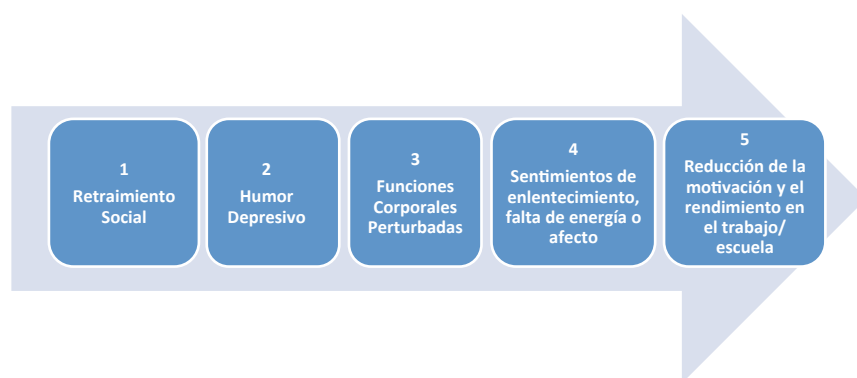 1
Retraimiento
Social
2
Humor
Depresivo
3
Funciones
Corporales
Perturbadas
4
Sentimientos de
enlentecimiento,
falta de energía o
afecto
5
Reducción de la
motivación y el
rendimiento en
el trabajo/
escuela